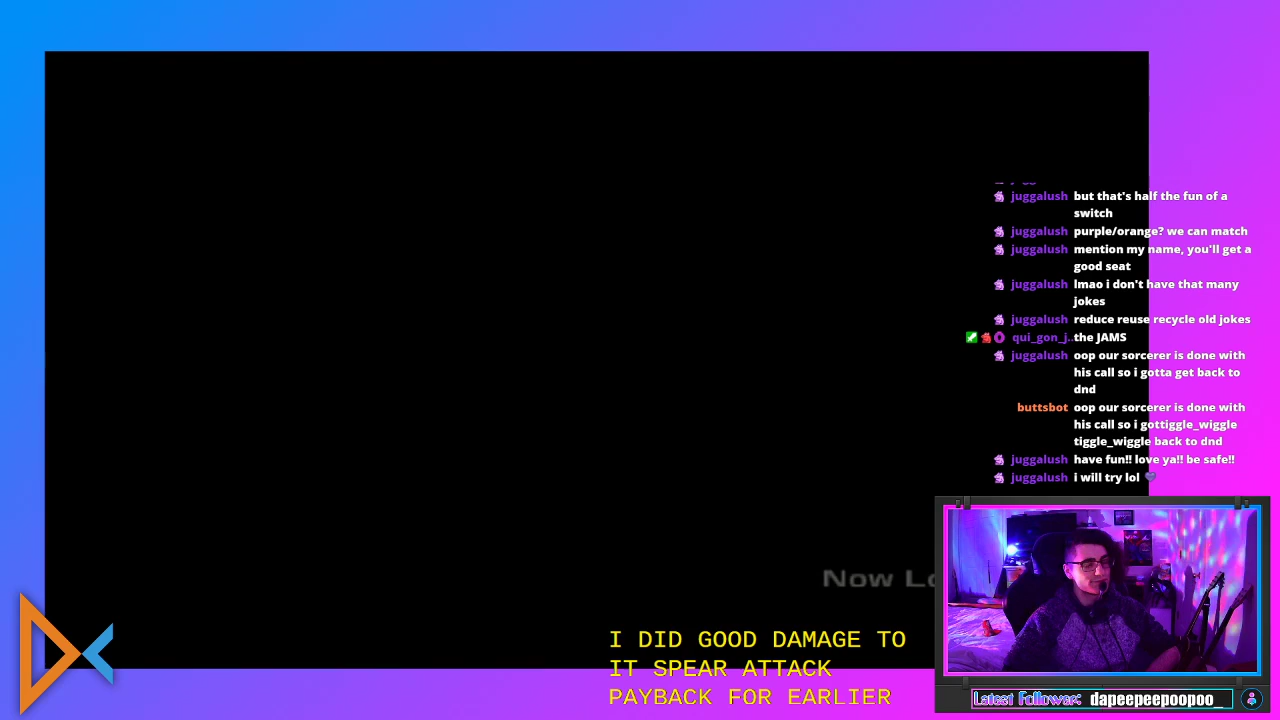 juggalush but that's half the fun of a
switch
juggalush purple/orange? we can match
juggalush mention my name, you'll get a
good seat
juggalush lmao i don't have that many
jokes
juggalush reduce reuse recycle old jokes
qui_gon_j.. the JAMS
juggalush oop our sorcerer is done with
his call so i gotta get back to
dnd
buttsbot oop our sorcerer is done with
his call so i gottiggle_wiggle
tiggle_wiggle back to dnd
juggalush have fun!! love ya!! be safe!!
juggalush i will try lol 💜
Now Lo
I DID GOOD DAMAGE TO
IT SPEAR ATTACK
PAYBACK FOR EARLIER
Latest Follower: dapeepeepoopoo_